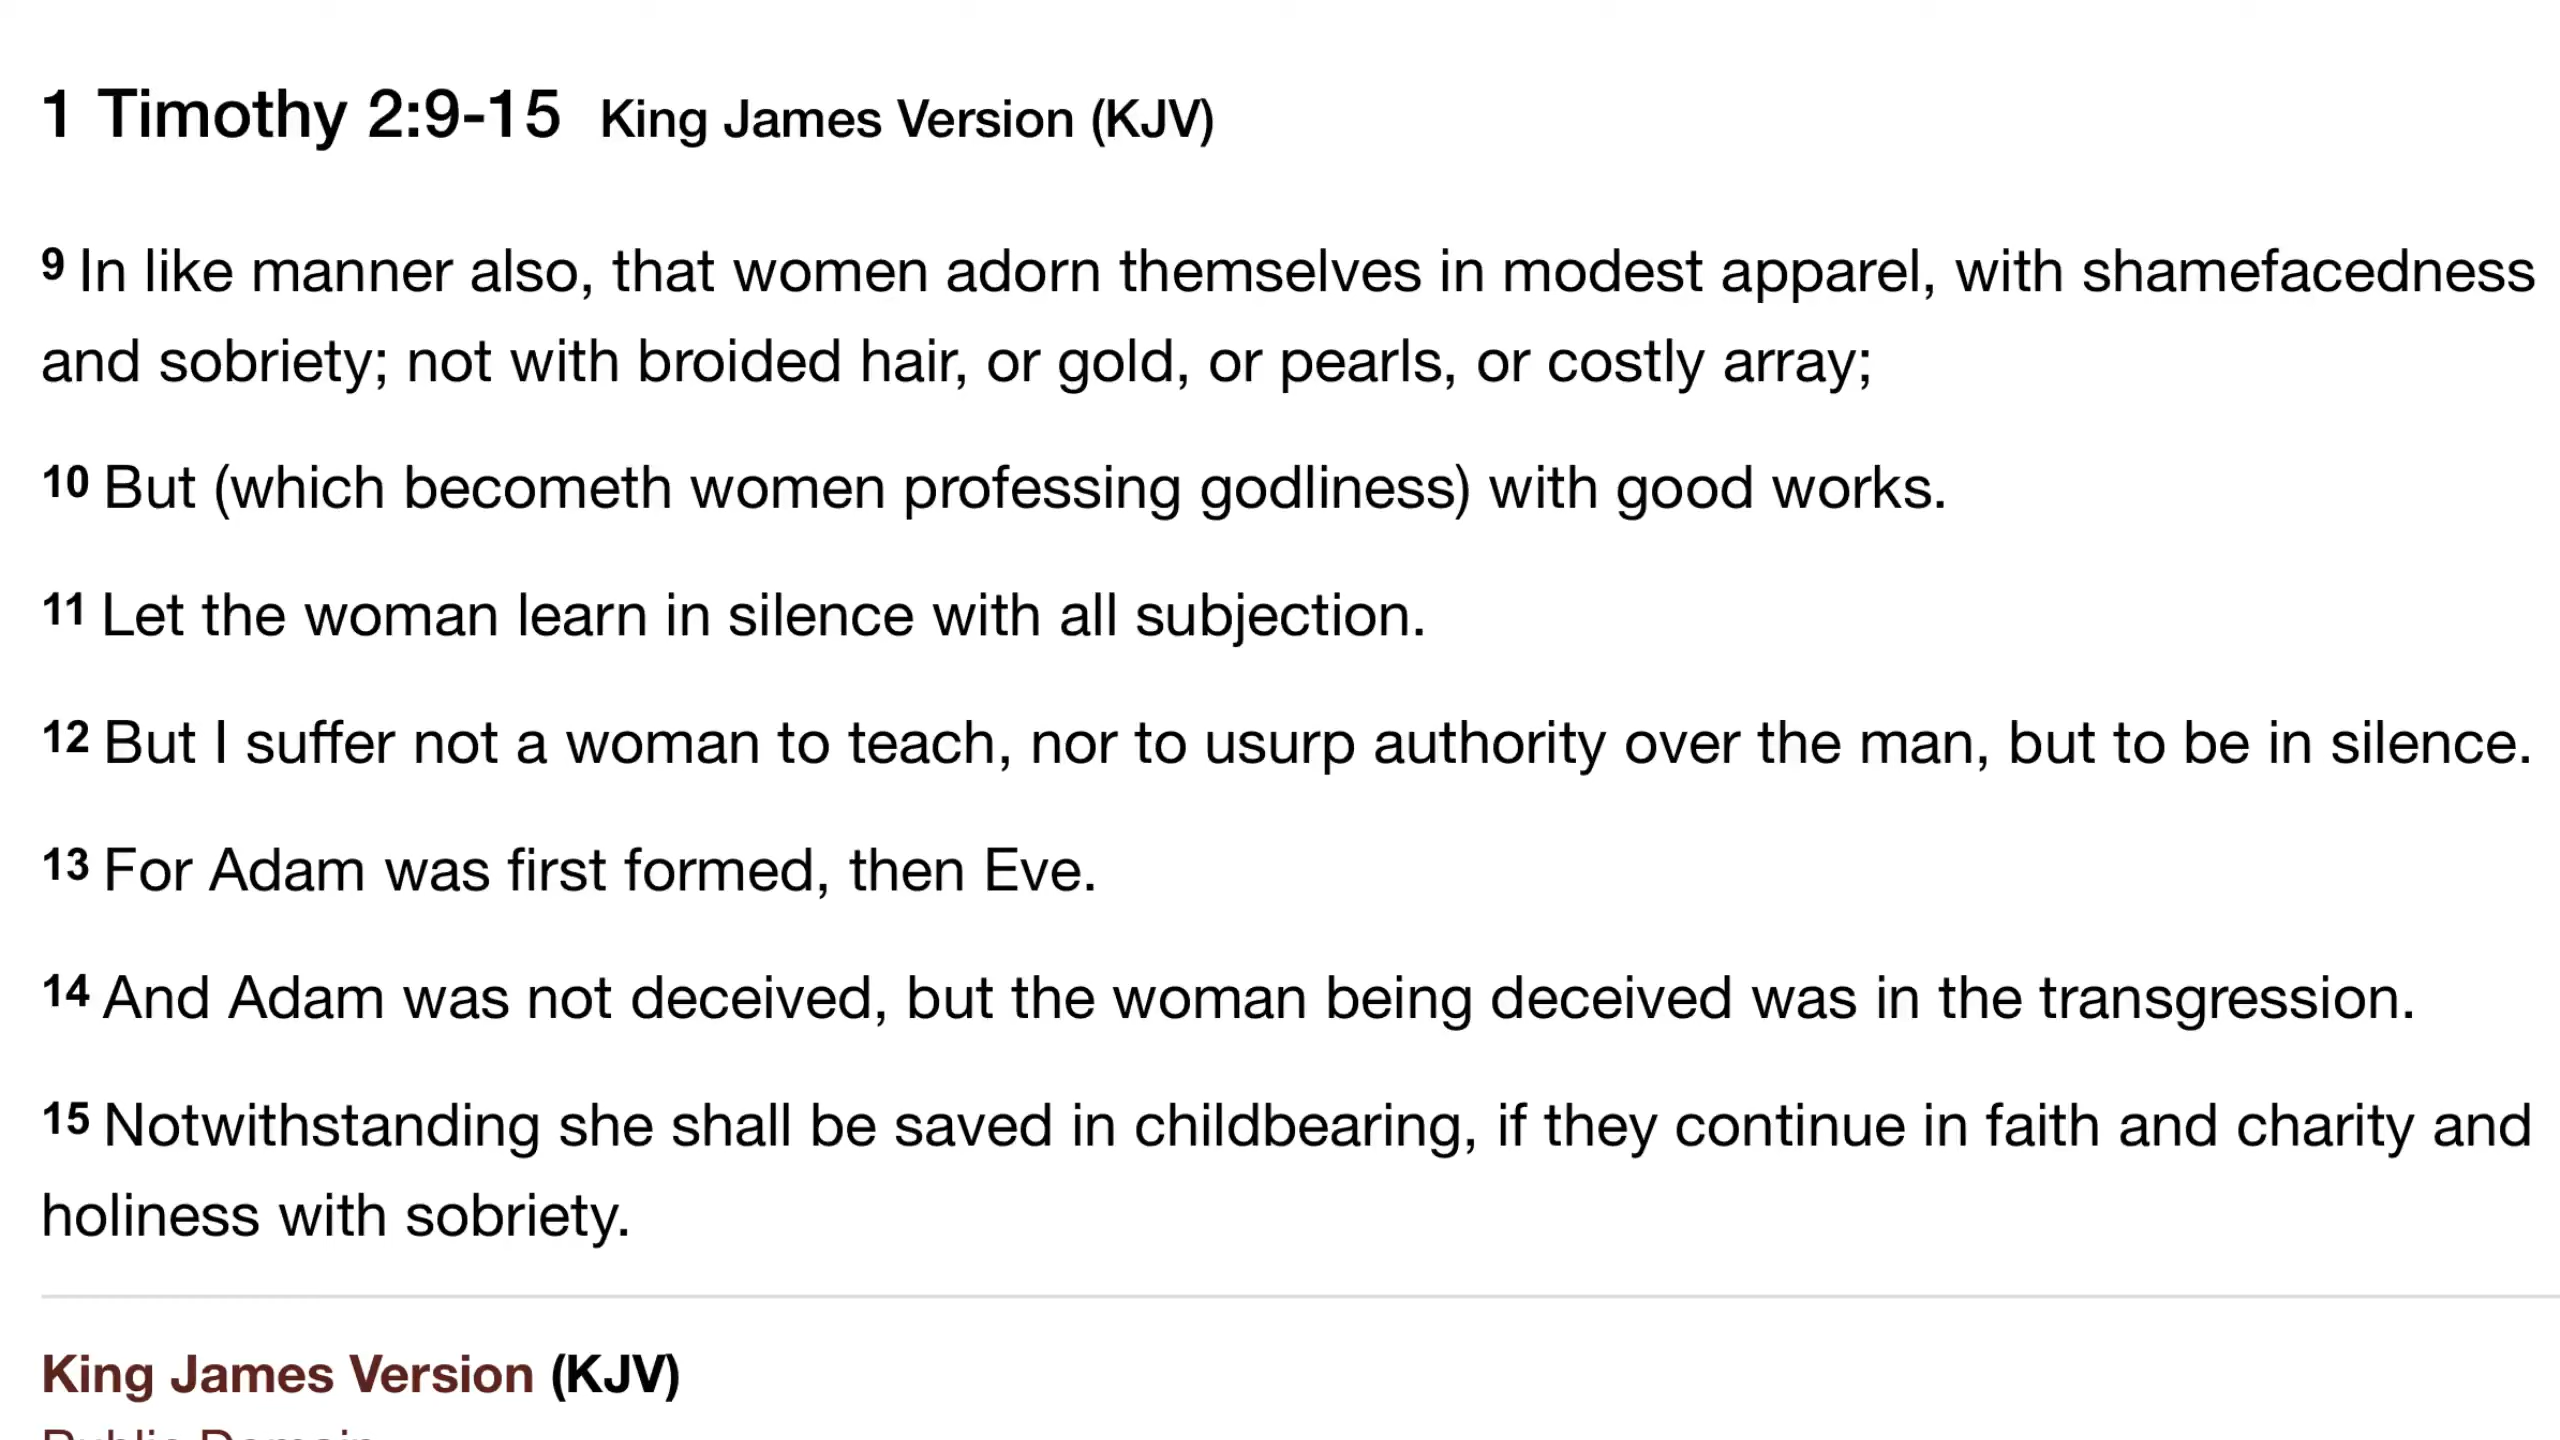 1 Timothy 2:9-15 King James Version (KJV)
9 In like manner also, that women adorn themselves in modest apparel, with shamefacedness
and sobriety; not with broided hair, or gold, or pearls, or costly array;
10 But (which becometh women professing godliness) with good works.
11 Let the woman learn in silence with all subjection.
12 But I suffer not a woman to teach, nor to usurp authority over the man, but to be in silence.
13 For Adam was first formed, then Eve.
14 And Adam was not deceived, but the woman being deceived was in the transgression.
15 Notwithstanding she shall be saved in childbearing, if they continue in faith and charity and
holiness with sobriety.
King James Version (KJV)
Public Domain